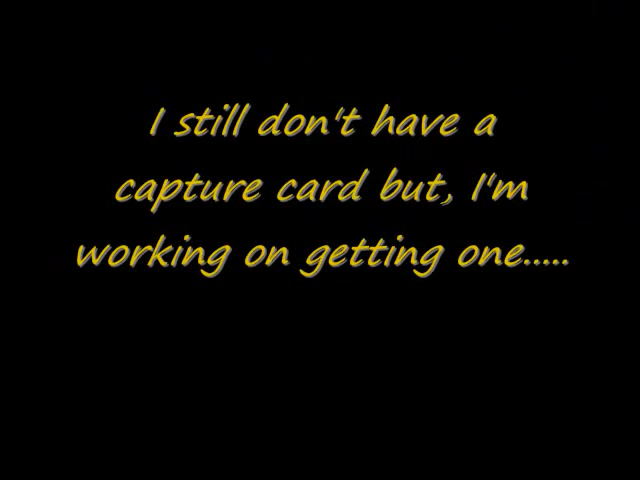 I still don't have a
capture card but, I'm
working on getting one.....